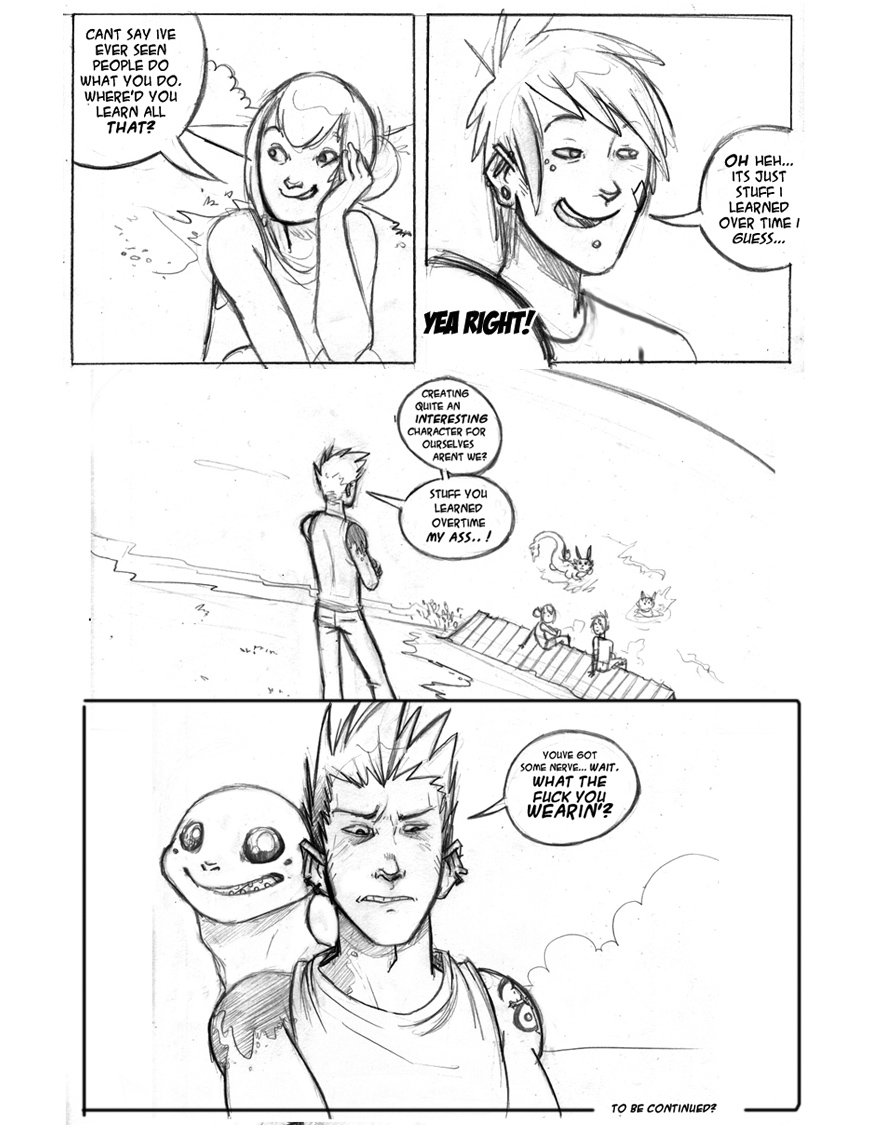 CANT SAY IVE
EVER SEEN
PEOPLE DO
WHAT YOU DO.
WHERE'D YOU
LEARN ALL
THAT?
OH HEH...
ITS JUST
STUFF I
LEARNED
OVER TIME I
GUESS...
YEA RIGHT!
CREATING
QUITE AN
INTERESTING
CHARACTER FOR
OURSELVES
ARENT WE?
STUFF YOU
LEARNED
OVERTIME
MY ASS..!
YOUVE GOT
SOME NERVE... WAIT.
WHAT THE
FUCK YOU
WEARIN'?
TO BE CONTINUED?